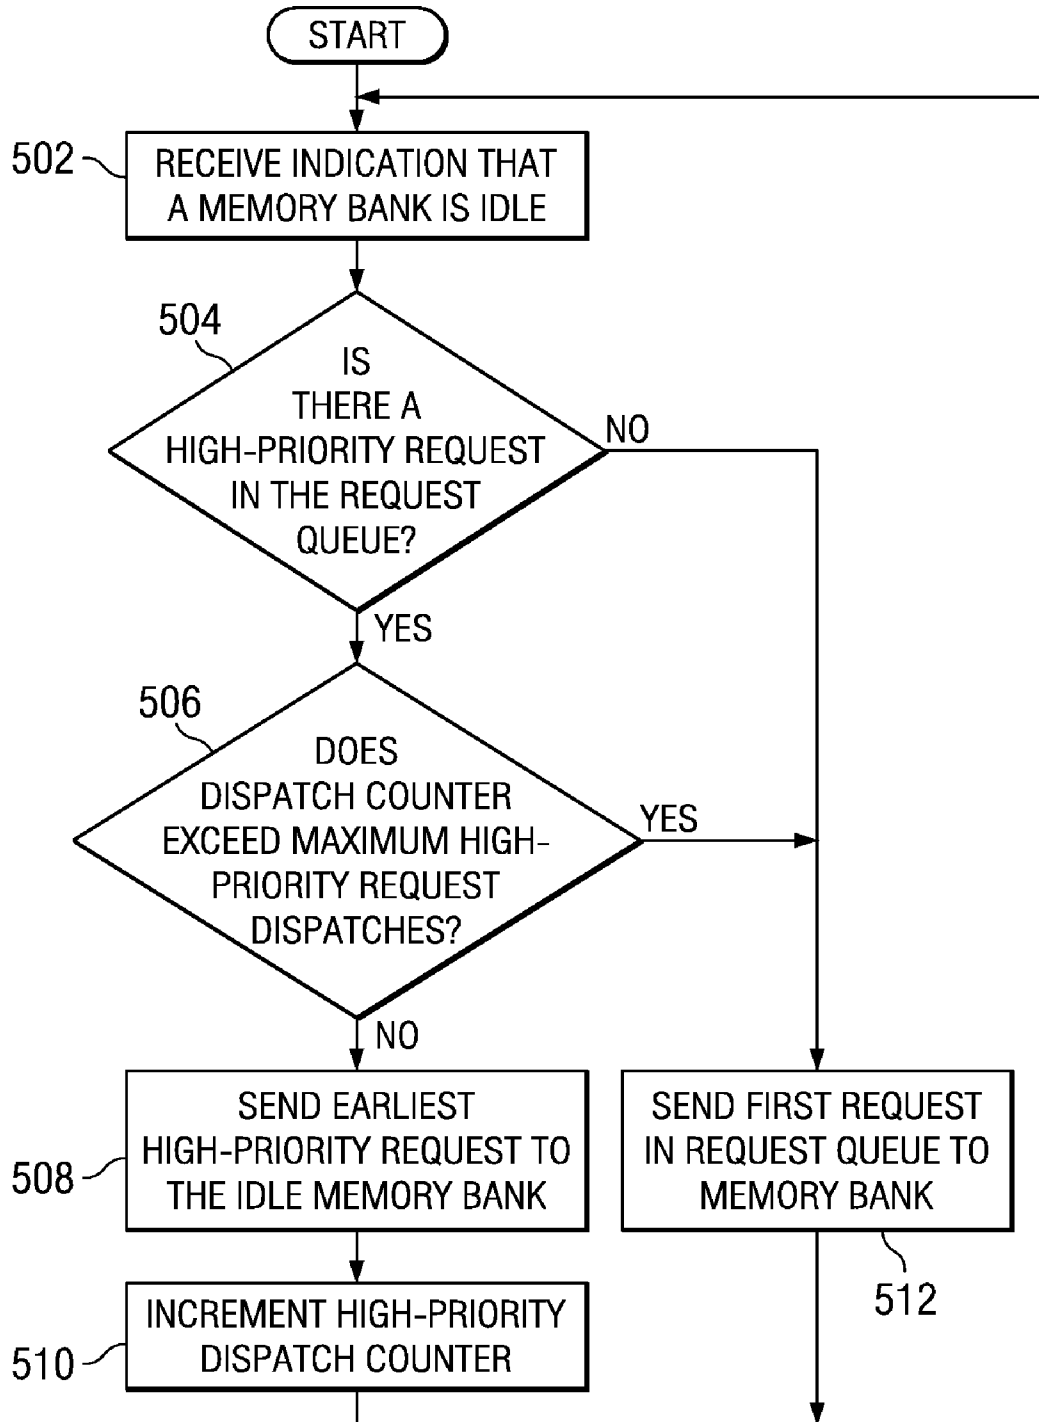 START
502
RECEIVE INDICATION THAT
A MEMORY BANK IS IDLE
504
IS
THERE A
HIGH-PRIORITY REQUEST
IN THE REQUEST
QUEUE?
NO
YES
506
DOES
DISPATCH COUNTER
EXCEED MAXIMUM HIGH-
PRIORITY REQUEST
DISPATCHES?
YES
NO
508
SEND EARLIEST
HIGH-PRIORITY REQUEST TO
THE IDLE MEMORY BANK
SEND FIRST REQUEST
IN REQUEST QUEUE TO
MEMORY BANK
512
510
INCREMENT HIGH-PRIORITY
DISPATCH COUNTER